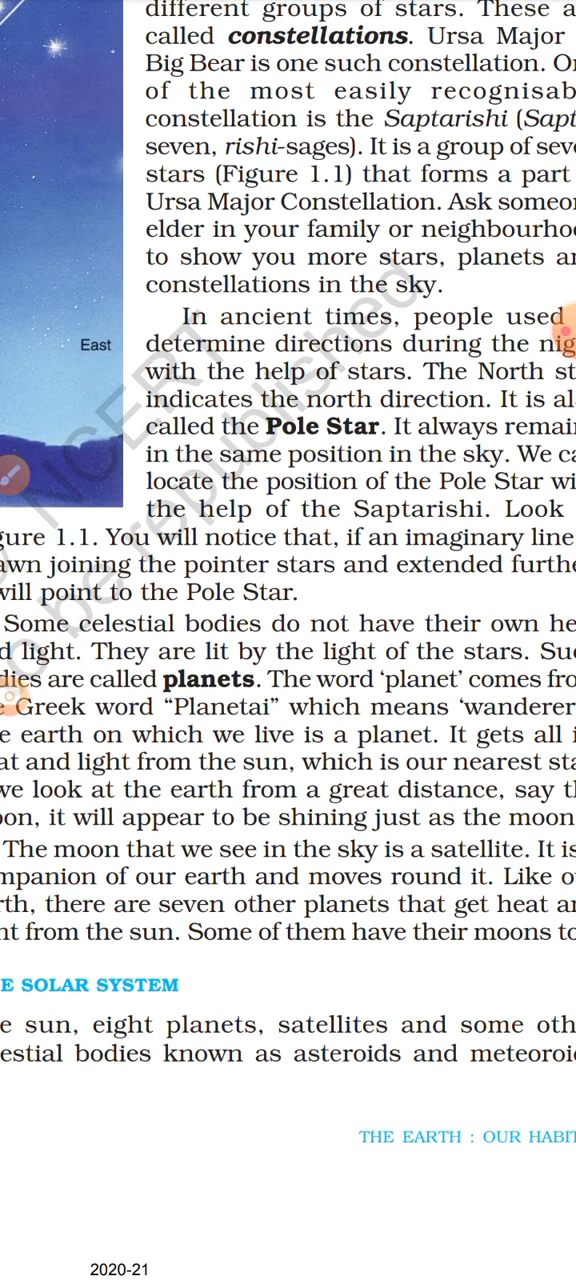 different groups of stars. These a
called constellations. Ursa Major
Big Bear is one such constellation. O
of the most easily recognisab
constellation is the Saptarishi (Sapt
seven, rishi-sages). It is a group of sev
stars (Figure 1.1) that forms a part
Ursa Major Constellation. Ask someo
elder in your family or neighbourhoo
to show you more stars, planets a
constellations in the sky.
In ancient times, people used
East
determine directions during the nig
with the help of stars. The North st
indicates the north direction. It is al
called the Pole Star. It always remai
in the same position in the sky. We ca
locate the position of the Pole Star wi
the help of the Saptarishi. Look
gure 1.1. You will notice that, if an imaginary line
awn joining the pointer stars and extended furthe
will point to the Pole Star.
Some celestial bodies do not have their own he
d light. They are lit by the light of the stars. Suc
dies are called planets. The word ‘planet’ comes fro
e Greek word “Planetai” which means ‘wanderer
e earth on which we live is a planet. It gets all i
at and light from the sun, which is our nearest sta
we look at the earth from a great distance, say th
oon, it will appear to be shining just as the moon
The moon that we see in the sky is a satellite. It is
mpanion of our earth and moves round it. Like o
rth, there are seven other planets that get heat a
ht from the sun. Some of them have their moons to
E SOLAR SYSTEM
e sun, eight planets, satellites and some oth
estial bodies known as asteroids and meteoroi
THE EARTH : OUR HABIT
2020-21
NCERT
o be republished